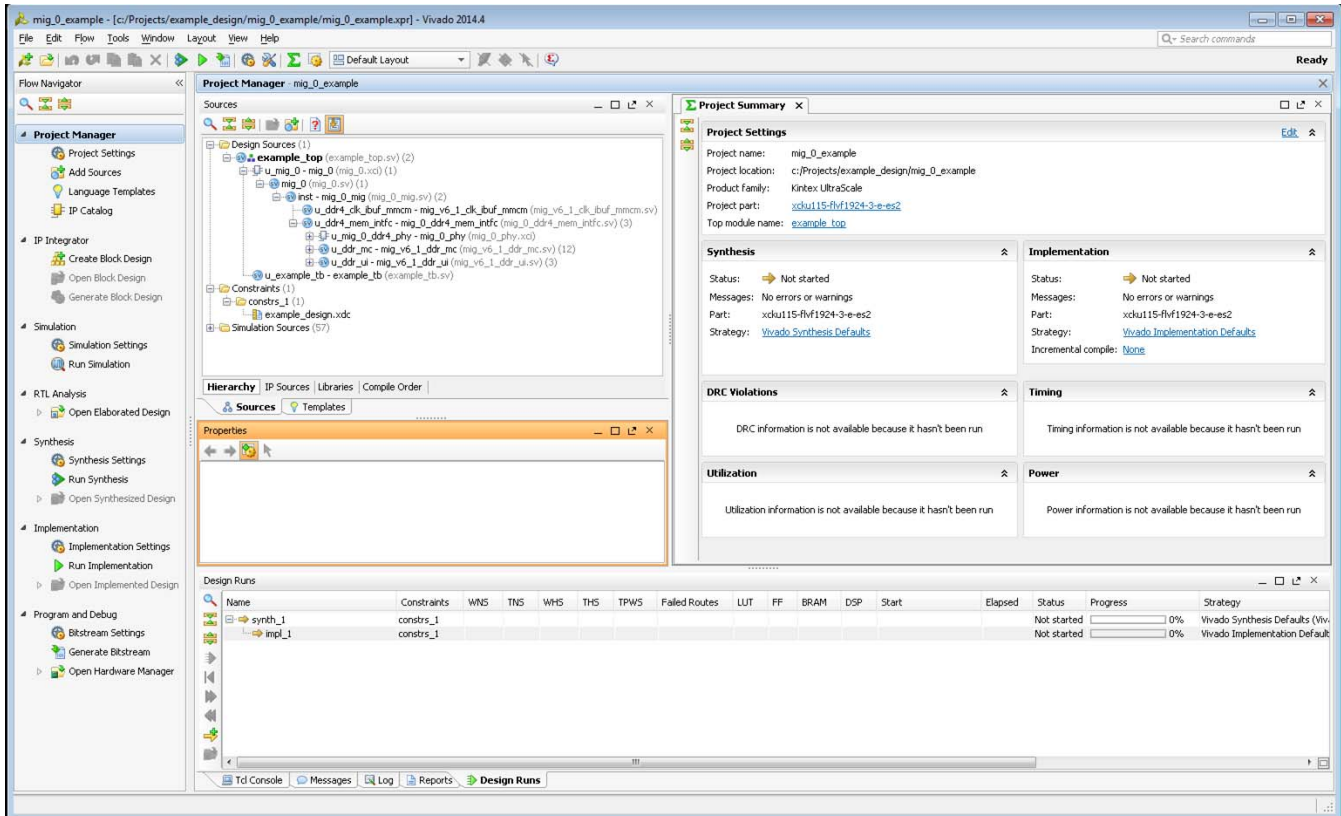 mig_0_example - [c:/Projects/example_design/mig_0_example/mig_0_example.xpr] - Vivado 2014.4
File Edit Flow Tools Window Layout View Help
Search commands
Default Layout
Ready
Flow Navigator
Project Manager
Project Settings
Add Sources
Language Templates
IP Catalog
IP Integrator
Create Block Design
Open Block Design
Generate Block Design
Simulation
Simulation Settings
Run Simulation
RTL Analysis
Open Elaborated Design
Synthesis
Synthesis Settings
Run Synthesis
Open Synthesized Design
Implementation
Implementation Settings
Run Implementation
Open Implemented Design
Program and Debug
Bitstream Settings
Generate Bitstream
Open Hardware Manager
Project Manager - mig_0_example
Sources
Design Sources (1)
example_top (example_top.sv) (2)
u_mig_0 - mig_0 (mig_0.xci) (1)
mig_0 (mig_0.sv) (1)
inst - mig_0_mig (mig_0_mig.sv) (2)
u_ddr4_clk_ibuf_mmcm - mig_v6_1_clk_ibuf_mmcm (mig_v6_1_clk_ibuf_mmcm.sv)
u_ddr4_mem_intfc - mig_0_ddr4_mem_intfc (mig_0_ddr4_mem_intfc.sv) (3)
u_mig_0_ddr4_phy - mig_0_phy (mig_0_phy.xci)
u_ddr_mc - mig_v6_1_ddr_mc (mig_v6_1_ddr_mc.sv) (12)
u_ddr_ui - mig_v6_1_ddr_ui (mig_v6_1_ddr_ui.sv) (3)
u_example_tb - example_tb (example_tb.sv)
Constraints (1)
constrs_1 (1)
example_design.xdc
Simulation Sources (57)
Hierarchy IP Sources Libraries Compile Order
Sources Templates
Properties
Project Summary
Project Settings Edit
Project name: mig_0_example
Project location: c:/Projects/example_design/mig_0_example
Product family: Kintex UltraScale
Project part: xcku115-flvf1924-3-e-es2
Top module name: example_top
Synthesis
Status: Not started
Messages: No errors or warnings
Part: xcku115-flvf1924-3-e-es2
Strategy: Vivado Synthesis Defaults
Implementation
Status: Not started
Messages: No errors or warnings
Part: xcku115-flvf1924-3-e-es2
Strategy: Vivado Implementation Defaults
Incremental compile: None
DRC Violations
DRC information is not available because it hasn't been run
Timing
Timing information is not available because it hasn't been run
Utilization
Utilization information is not available because it hasn't been run
Power
Power information is not available because it hasn't been run
Design Runs
Name Constraints WNS TNS WHS THS TPWS Failed Routes LUT FF BRAM DSP Start Elapsed Status Progress Strategy
synth_1 constrs_1 Not started 0% Vivado Synthesis Defaults (Viv
impl_1 constrs_1 Not started 0% Vivado Implementation Default
Tcl Console Messages Log Reports Design Runs